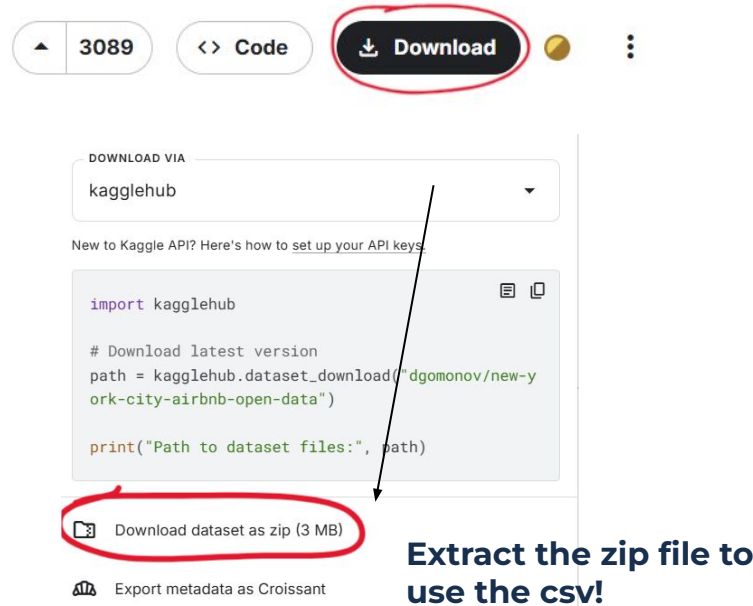 3089
<> Code
Download
DOWNLOAD VIA
kagglehub
New to Kaggle API? Here's how to set up your API keys.
import kagglehub
# Download latest version
path = kagglehub.dataset_download("dgomonov/new-y
ork-city-airbnb-open-data")
print("Path to dataset files:", path)
Download dataset as zip (3 MB)
Extract the zip file to
use the csv!
Export metadata as Croissant